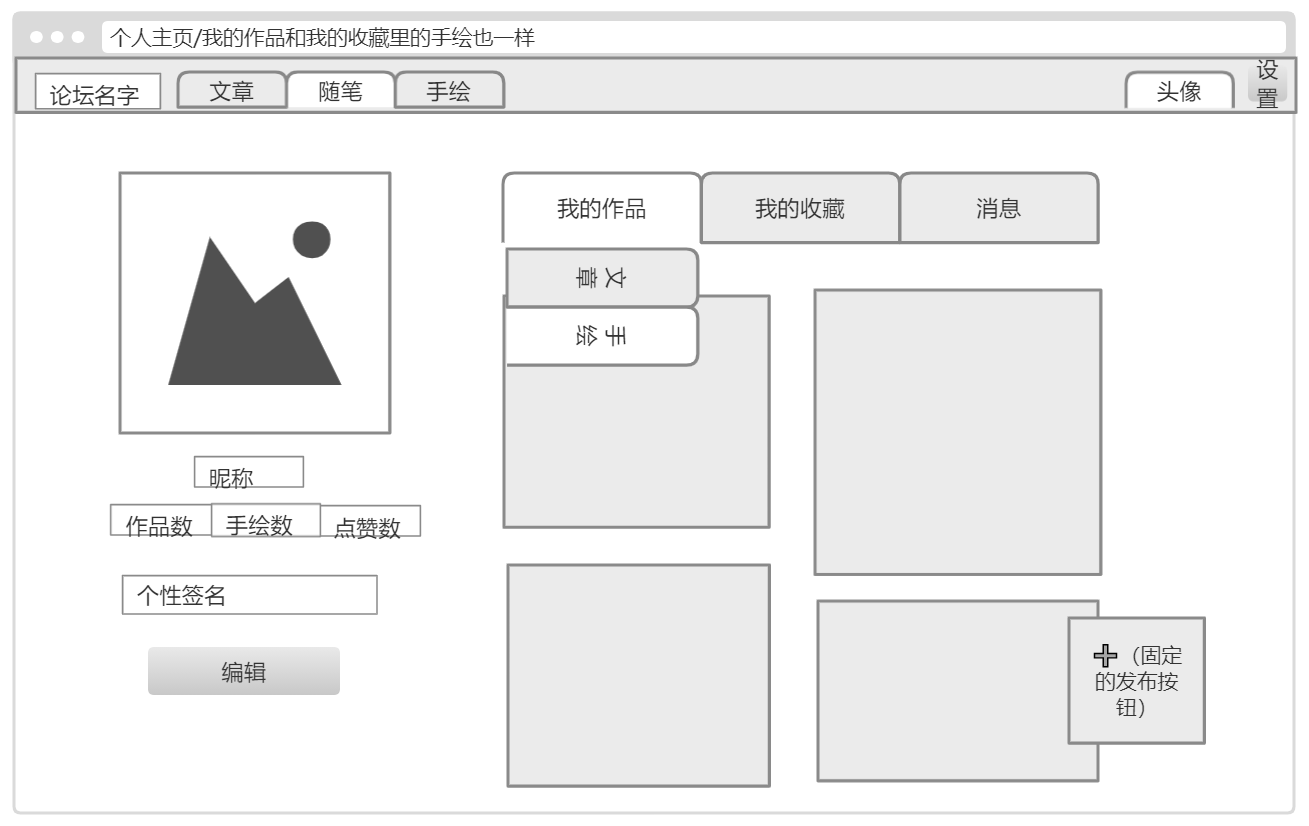 个人主页/我的作品和我的收藏里的手绘也一样
论坛名字
文章
随笔
手绘
头像
设
置
我的作品
我的收藏
消息
文章
手绘
昵称
作品数
手绘数
点赞数
个性签名
编辑
（固定
的发布按
钮）